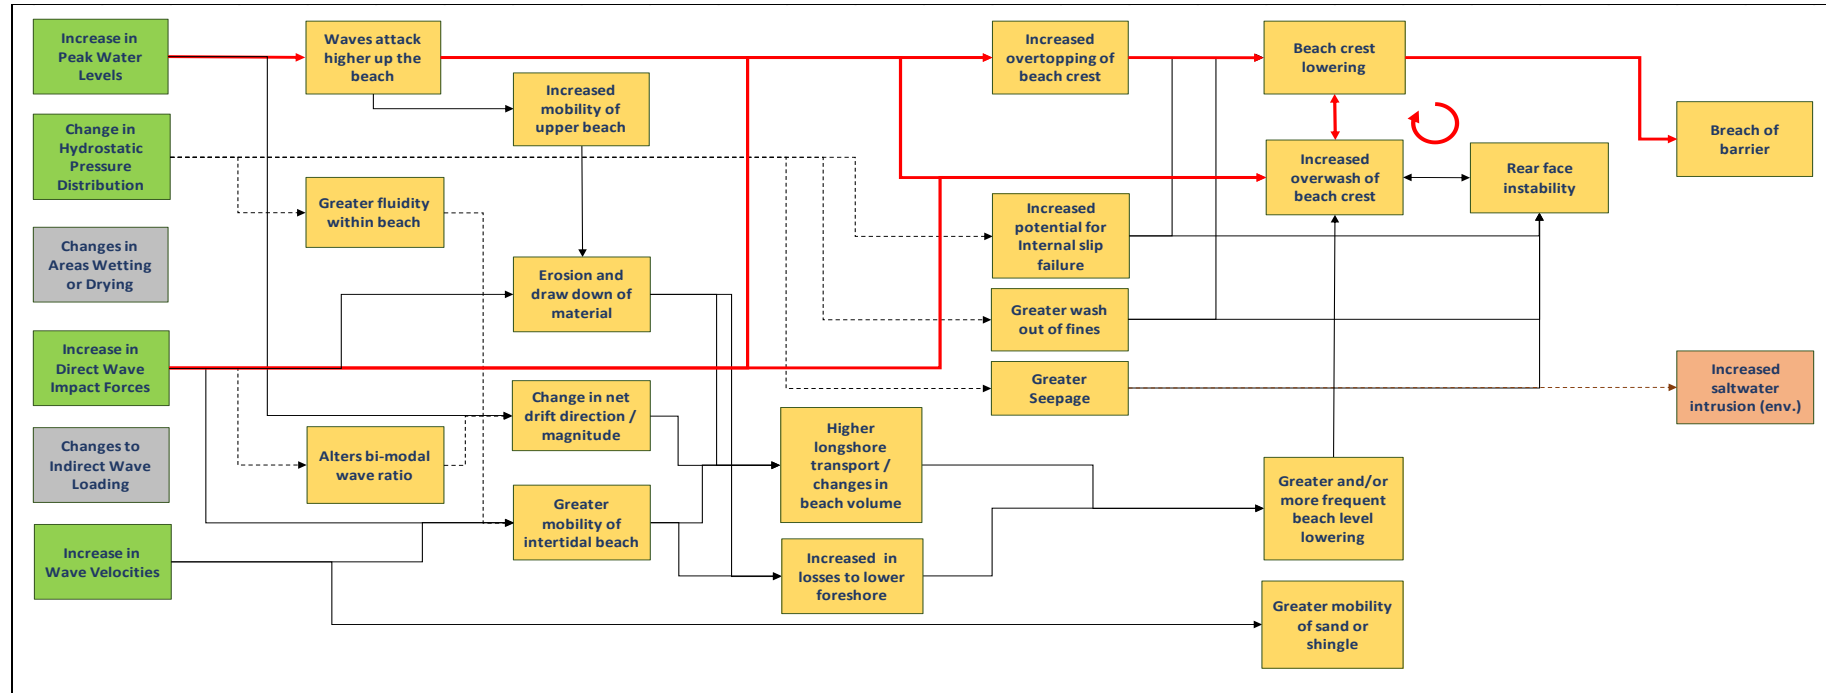 Increase in
Peak Water
Levels
Change in
Hydrostatic
Pressure
Distribution
Changes in
Areas Wetting
or Drying
Increase in
Direct Wave
Impact Forces
Changes to
Indirect Wave
Loading
Increase in
Wave Velocities
Waves attack
higher up the
beach
Greater fluidity
within beach
Alters bi-modal
wave ratio
Increased
mobility of
upper beach
Erosion and
draw down of
material
Change in net
drift direction /
magnitude
Greater
mobility of
intertidal beach
Higher
longshore
transport /
changes in
beach volume
Increased in
losses to lower
foreshore
Increased
overtopping of
beach crest
Increased
potential for
Internal slip
failure
Greater wash
out of fines
Greater
Seepage
Beach crest
lowering
Increased
overwash of
beach crest
Greater and/or
more frequent
beach level
lowering
Greater mobility
of sand or
shingle
Rear face
instability
Breach of
barrier
Increased
saltwater
intrusion (env.)